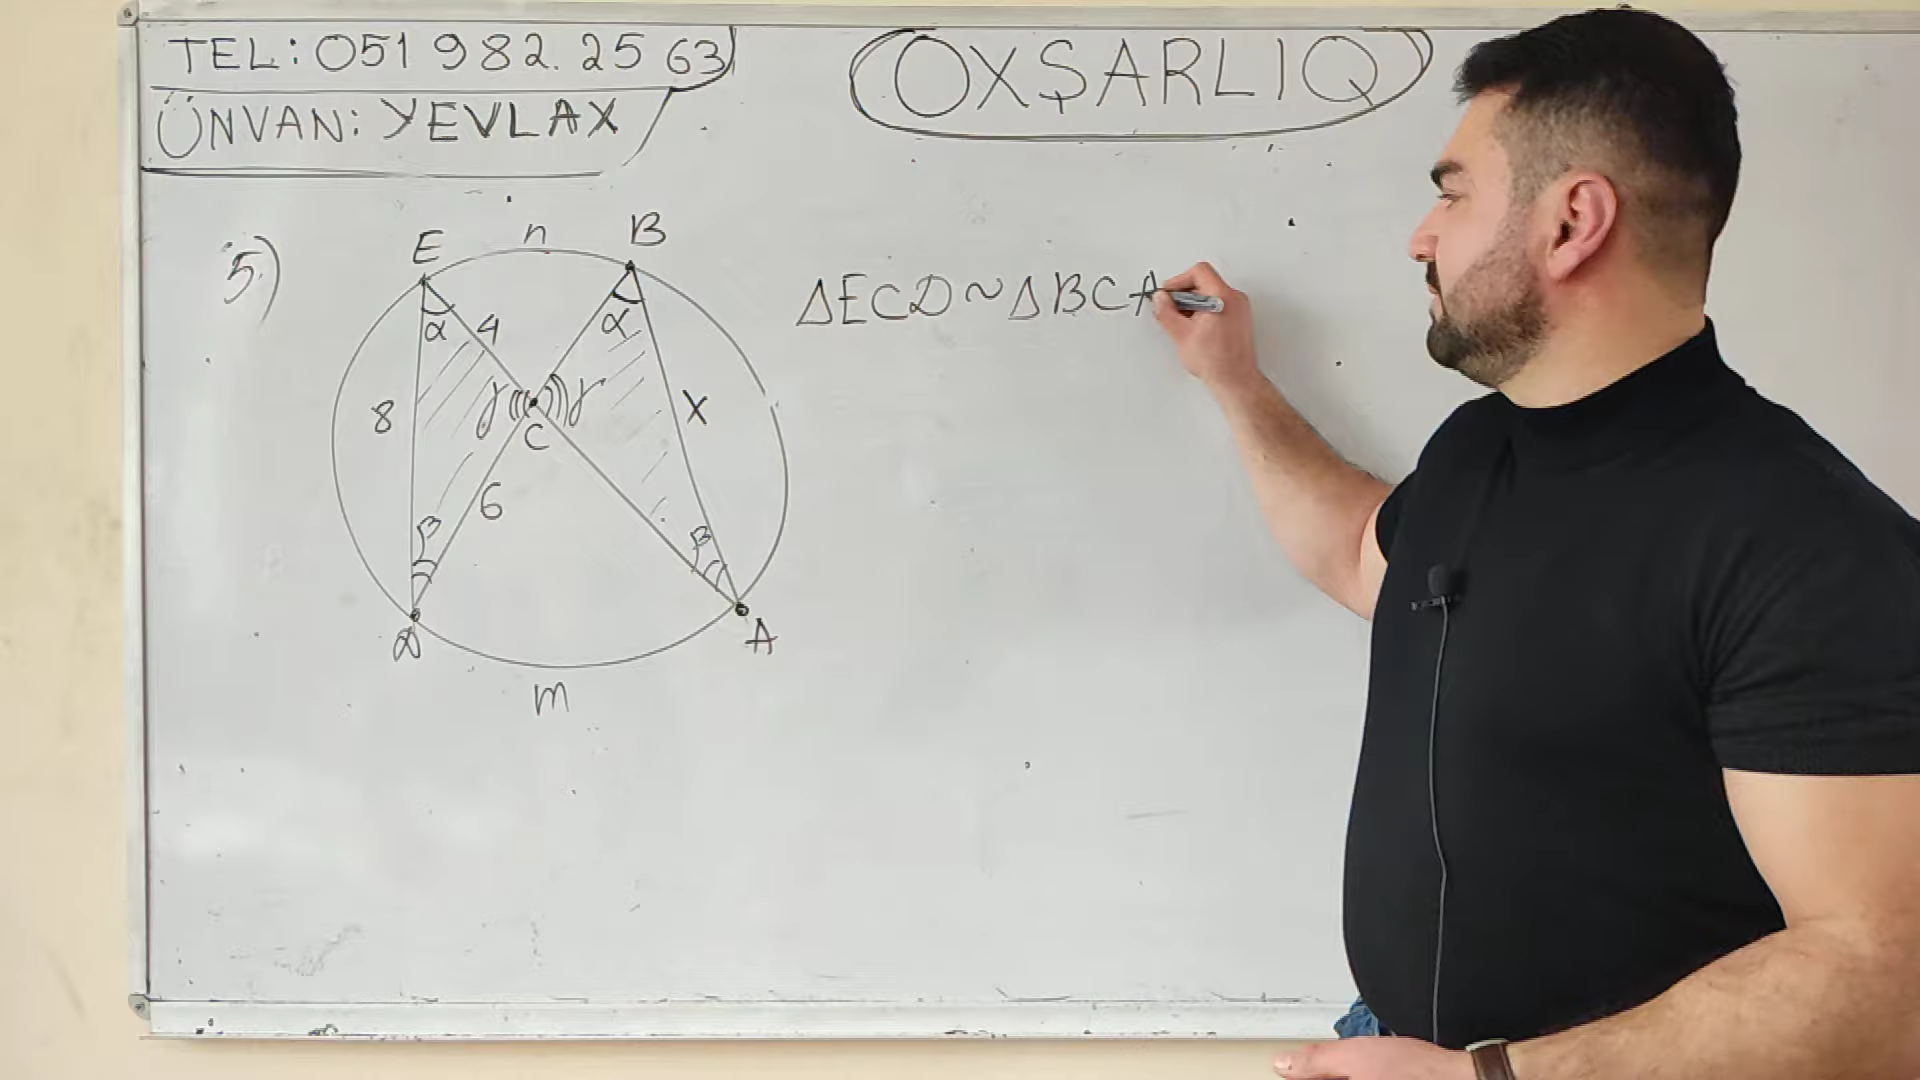 TEL: 051 982. 25 63
ÜNVAN: YEVLAX
OXŞARLIQ
5)
E n B
ΔECD ~ ΔBCA
α 4 α
8 γ γ x
C
6
β β
D A
m